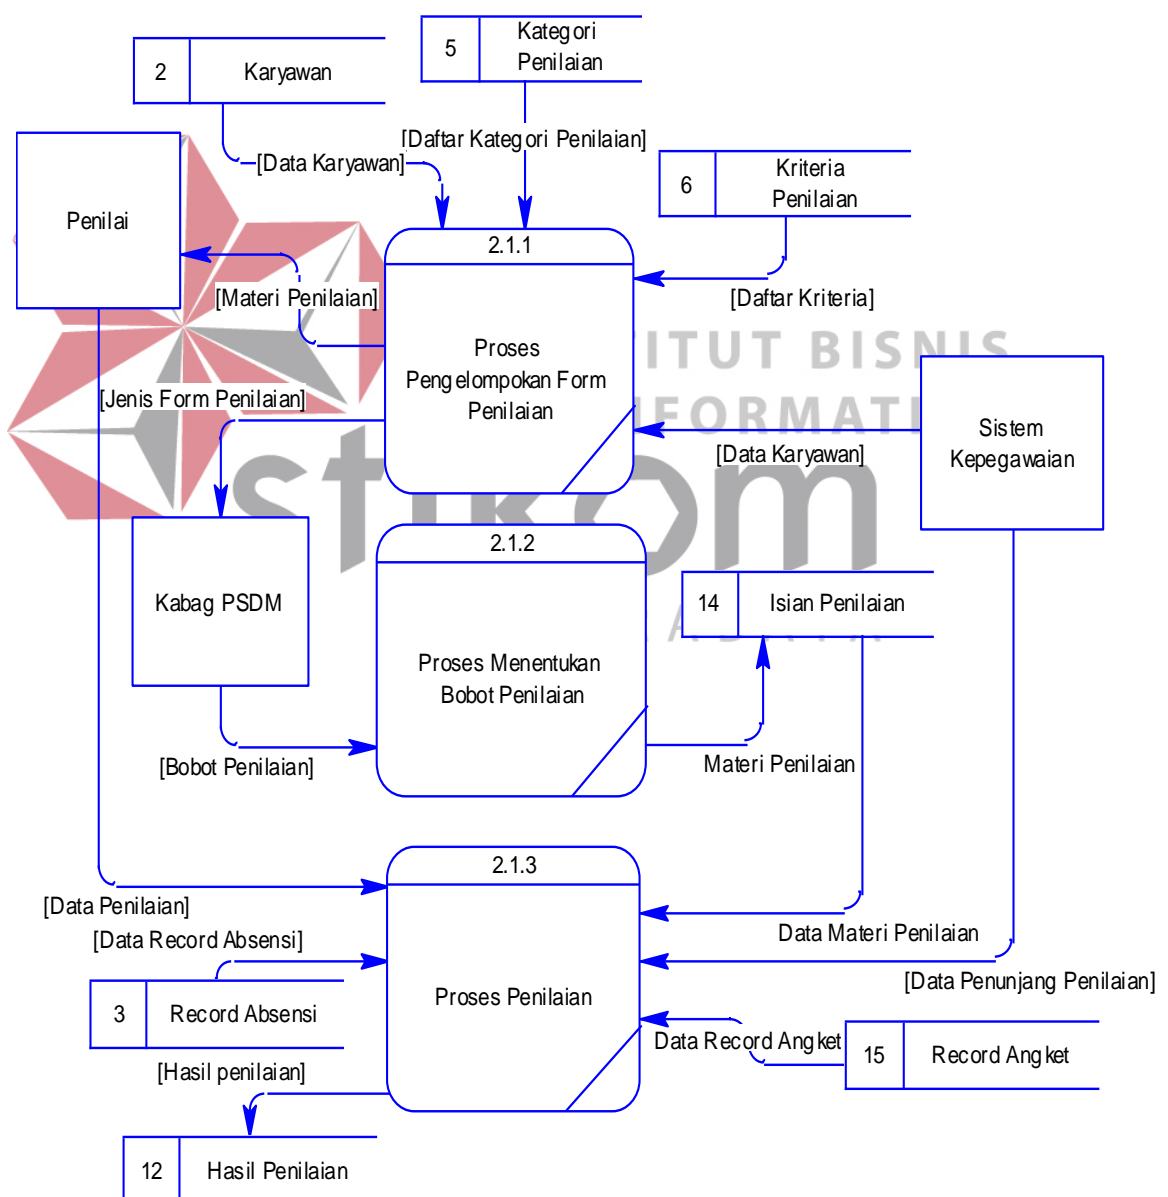 5
Kategori
Penilaian
2
Karyawan
[Daftar Kategori Penilaian]
[Data Karyawan]
6
Kriteria
Penilaian
Penilai
2.1.1
[Materi Penilaian]
[Daftar Kriteria]
Proses
Pengelompokan Form
Penilaian
ITUT BISNIS
[Jenis Form Penilaian]
FORMATI
Sistem
Kepegawaian
[Data Karyawan]
stikom
2.1.2
Kabag PSDM
14
Isian Penilaian
Proses Menentukan
Bobot Penilaian
[Bobot Penilaian]
Materi Penilaian
2.1.3
[Data Penilaian]
[Data Record Absensi]
Data Materi Penilaian
[Data Penunjang Penilaian]
Proses Penilaian
3
Record Absensi
Data Record Angket
15
Record Angket
[Hasil penilaian]
12
Hasil Penilaian